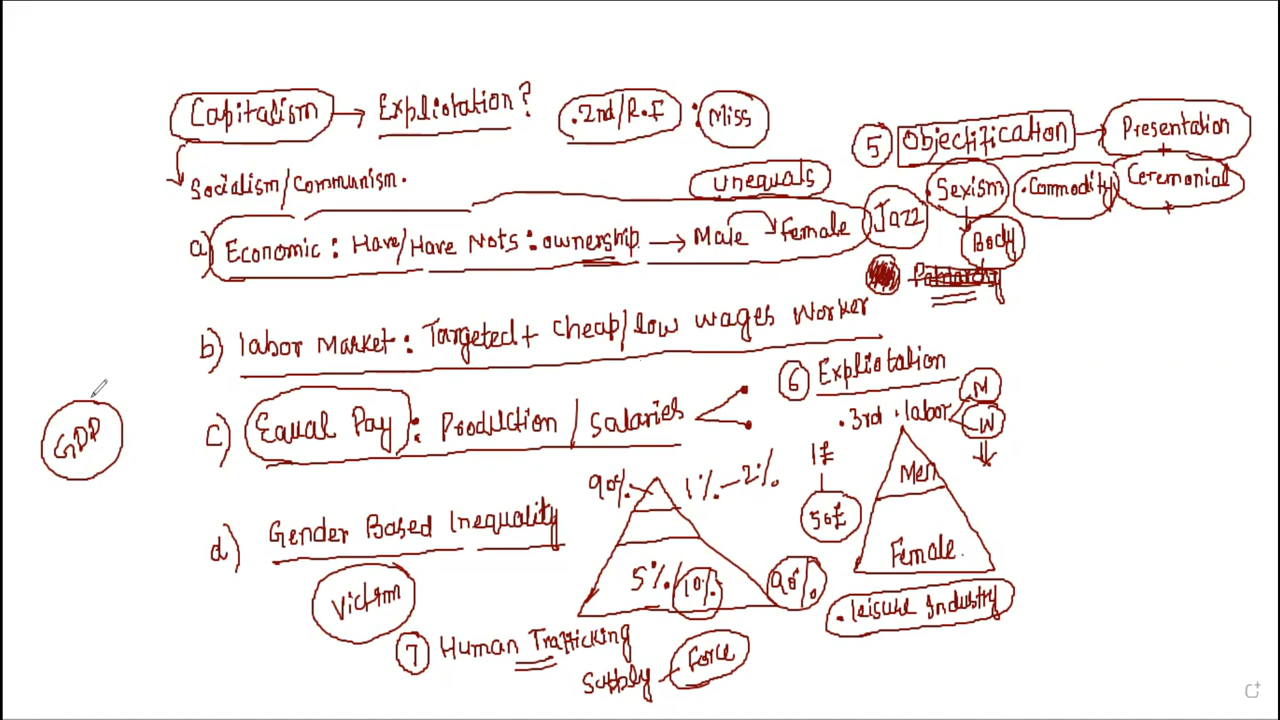 Capitalism → Expliotation? .2nd/R.F : Miss
Socialism/Communism.
unequals
a) Economic: Have/Have Nots: ownership → Male Female Jazz
b) labor Market: Targeted + Cheap/low wages Worker
c) Equal Pay: Production / Salaries
GDP
d) Gender Based Inequality
Victim
90% 1%-2%
5%/10% 90%
5 Objectification Presentation
+
.Sexism .Commodity Ceremonial
+
Body
6 Expliotation
.3rd .labor M
W
1£
50£
Men
Female.
.leisure Industry
7 Human Trafficking
Supply - Force